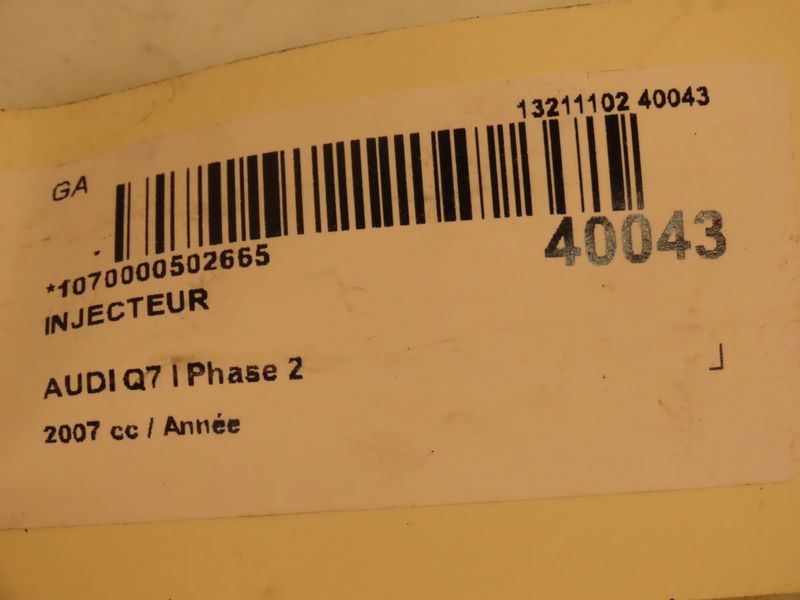 13211102 40043
GA
40043
*1070000502665
INJECTEUR
AUDI Q7 I Phase 2
2007 cc / Année